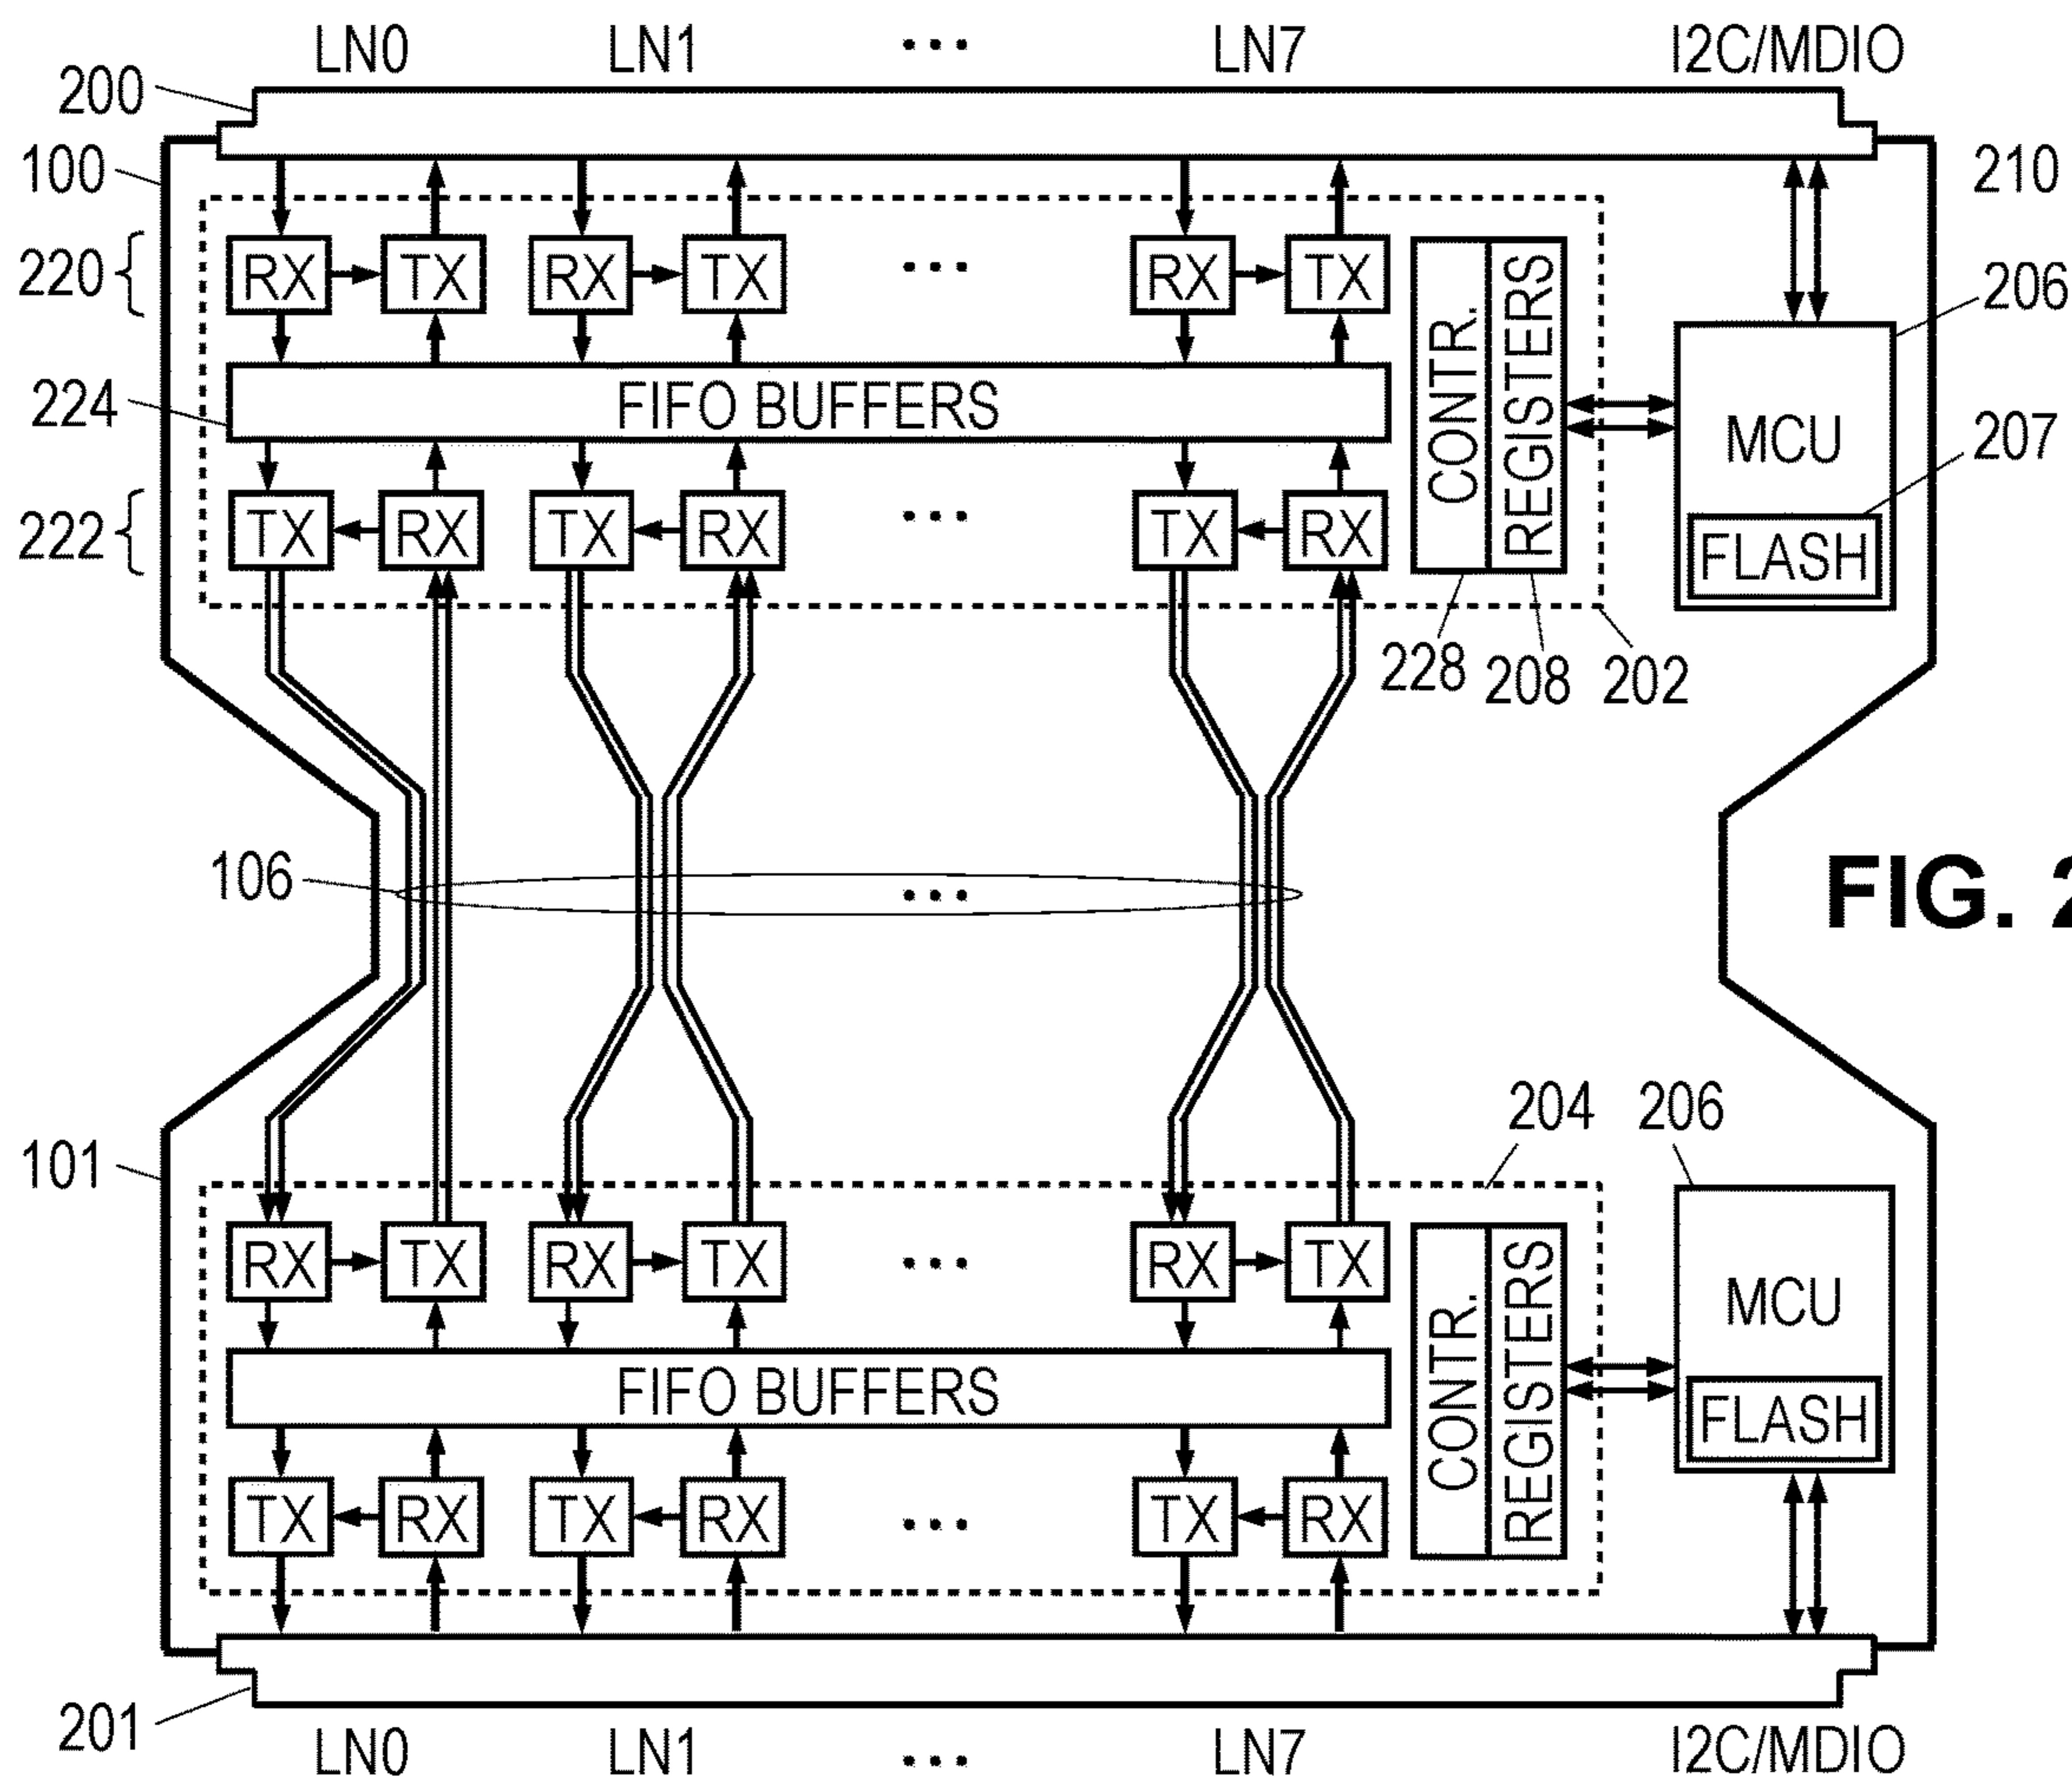 LN0 LN1 ... LN7 I2C/MDIO
200
100
210
RX TX RX TX ... RX TX
220
206
CONTR.
REGISTERS
224
FIFO BUFFERS
MCU
207
222
TX RX TX RX ... TX RX
FLASH
228 208 202
106
...
FIG. 2
204 206
101
RX TX RX TX ... RX TX
CONTR.
REGISTERS
MCU
FIFO BUFFERS
FLASH
TX RX TX RX ... TX RX
201
LN0 LN1 ... LN7 I2C/MDIO